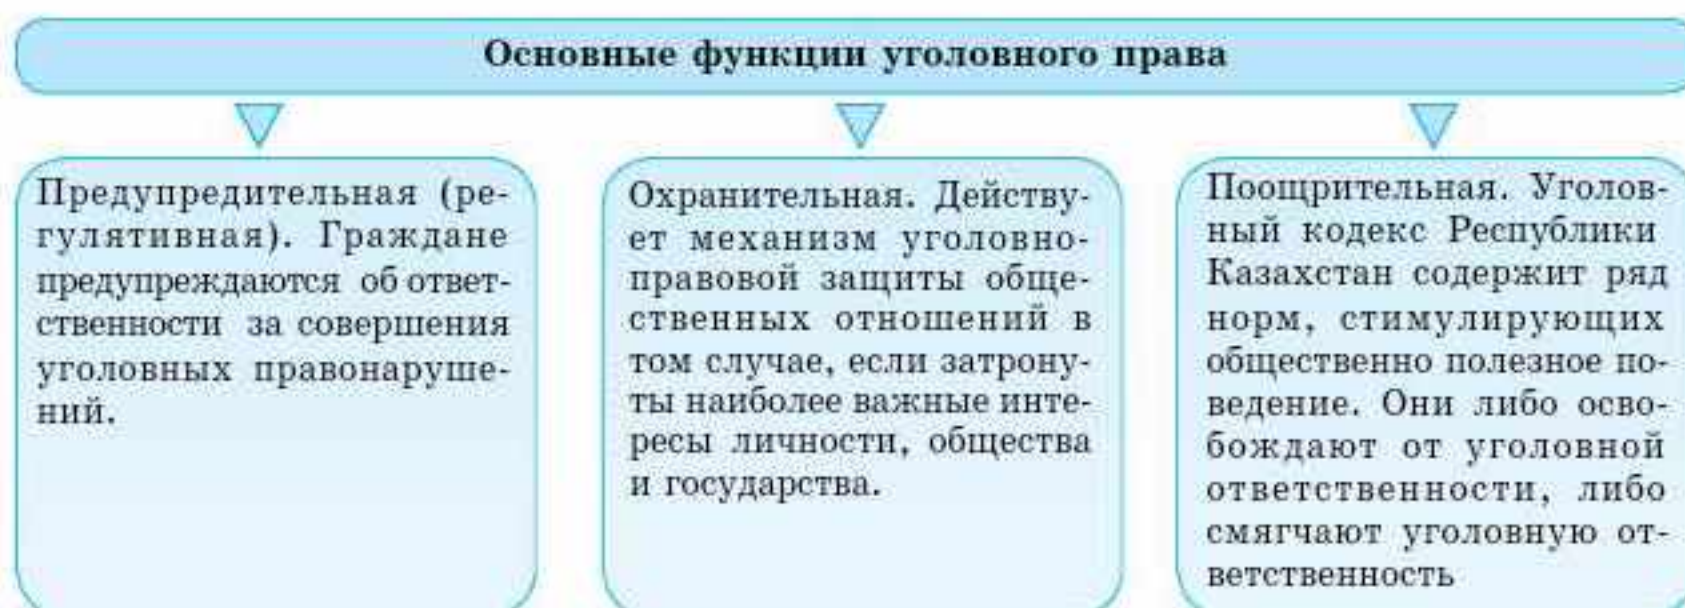 Основные функции уголовного права
Предупредительная (ре-
гулятивная). Граждане
предупреждаются об ответ-
ственности за совершения
уголовных правонаруше-
ний.
Охранительная. Действу-
ет механизм уголовно-
правовой защиты обще-
ственных отношений в
том случае, если затрону-
ты наиболее важные инте-
ресы личности, общества
и государства.
Поощрительная. Уголов-
ный кодекс Республики
Казахстан содержит ряд
норм, стимулирующих
общественно полезное по-
ведение. Они либо осво-
бождают от уголовной
ответственности, либо
смягчают уголовную от-
ветственность